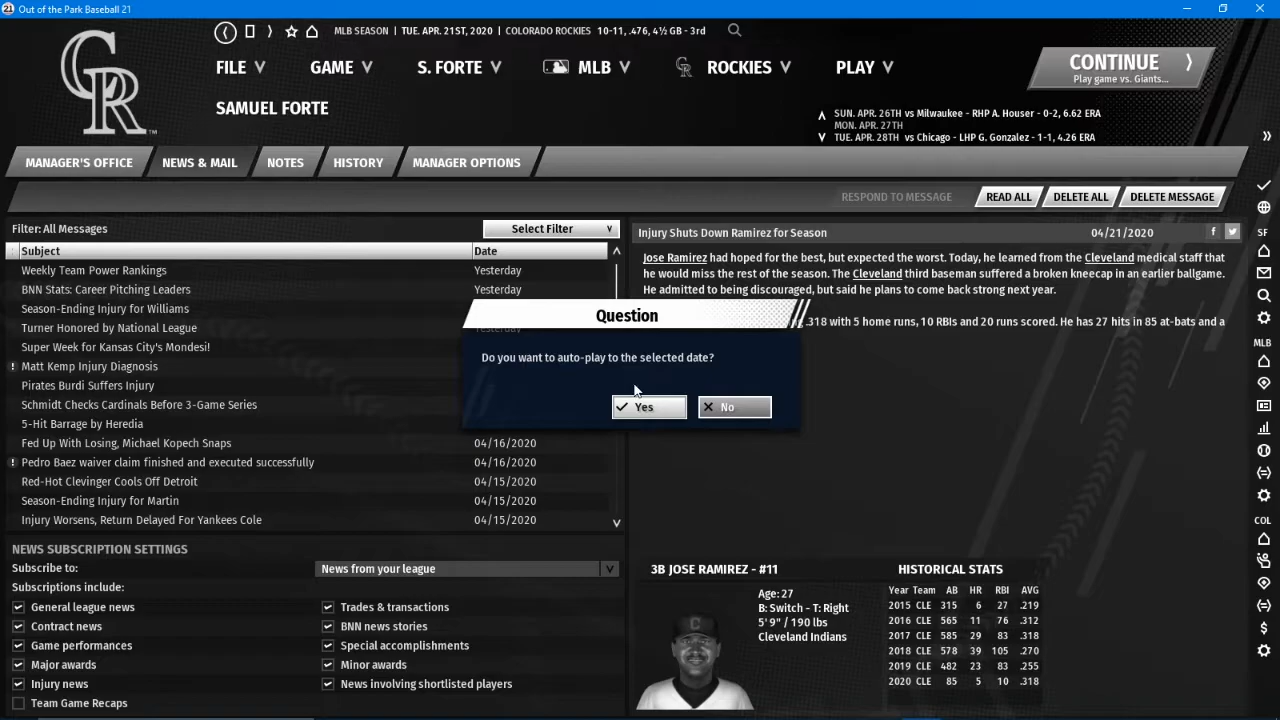 Out of the Park Baseball 21
MLB SEASON | TUE. APR. 21ST, 2020 | COLORADO ROCKIES 10-11, .476, 4½ GB - 3rd
FILE GAME S. FORTE MLB ROCKIES PLAY
CONTINUE
Play game vs. Giants...
SAMUEL FORTE
SUN. APR. 26TH vs Milwaukee - RHP A. Houser - 0-2, 6.62 ERA
MON. APR. 27TH
TUE. APR. 28TH vs Chicago - LHP G. Gonzalez - 1-1, 4.26 ERA
MANAGER'S OFFICE NEWS & MAIL NOTES HISTORY MANAGER OPTIONS
RESPOND TO MESSAGE READ ALL DELETE ALL DELETE MESSAGE
Filter: All Messages Select Filter
Subject Date
Weekly Team Power Rankings Yesterday
BNN Stats: Career Pitching Leaders Yesterday
Season-Ending Injury for Williams
Turner Honored by National League
Super Week for Kansas City's Mondesi!
! Matt Kemp Injury Diagnosis
Pirates Burdi Suffers Injury
Schmidt Checks Cardinals Before 3-Game Series
5-Hit Barrage by Heredia
Fed Up With Losing, Michael Kopech Snaps 04/16/2020
! Pedro Baez waiver claim finished and executed successfully 04/16/2020
Red-Hot Clevinger Cools Off Detroit 04/15/2020
Season-Ending Injury for Martin 04/15/2020
Injury Worsens, Return Delayed For Yankees Cole 04/15/2020
Injury Shuts Down Ramirez for Season 04/21/2020
Jose Ramirez had hoped for the best, but expected the worst. Today, he learned from the Cleveland medical staff that
he would miss the rest of the season. The Cleveland third baseman suffered a broken kneecap in an earlier ballgame.
He admitted to being discouraged, but said he plans to come back strong next year.
.318 with 5 home runs, 10 RBIs and 20 runs scored. He has 27 hits in 85 at-bats and a
Question
Do you want to auto-play to the selected date?
Yes No
NEWS SUBSCRIPTION SETTINGS
Subscribe to: News from your league
Subscriptions include:
General league news Trades & transactions
Contract news BNN news stories
Game performances Special accomplishments
Major awards Minor awards
Injury news News involving shortlisted players
Team Game Recaps
3B JOSE RAMIREZ - #11
Age: 27
B: Switch - T: Right
5' 9" / 190 lbs
Cleveland Indians
HISTORICAL STATS
Year Team AB HR RBI AVG
2015 CLE 315 6 27 .219
2016 CLE 565 11 76 .312
2017 CLE 585 29 83 .318
2018 CLE 578 39 105 .270
2019 CLE 482 23 83 .255
2020 CLE 85 5 10 .318
SF
MLB
COL